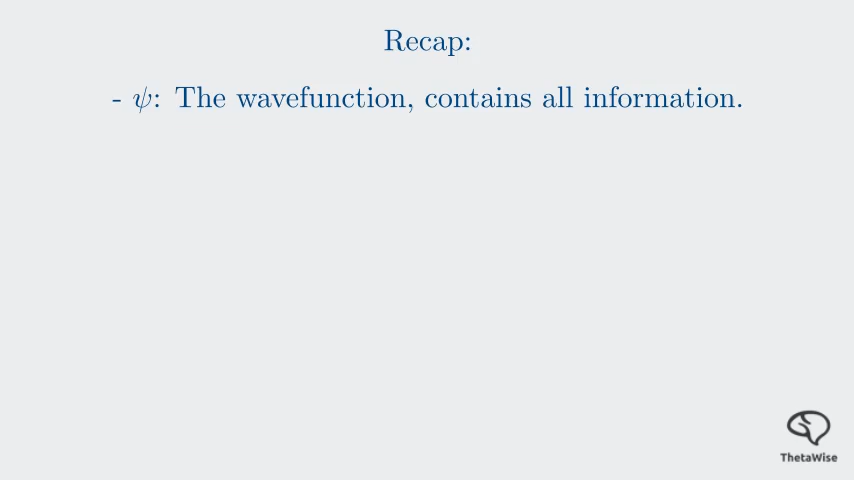 Recap:
- ψ: The wavefunction, contains all information.
ThetaWise